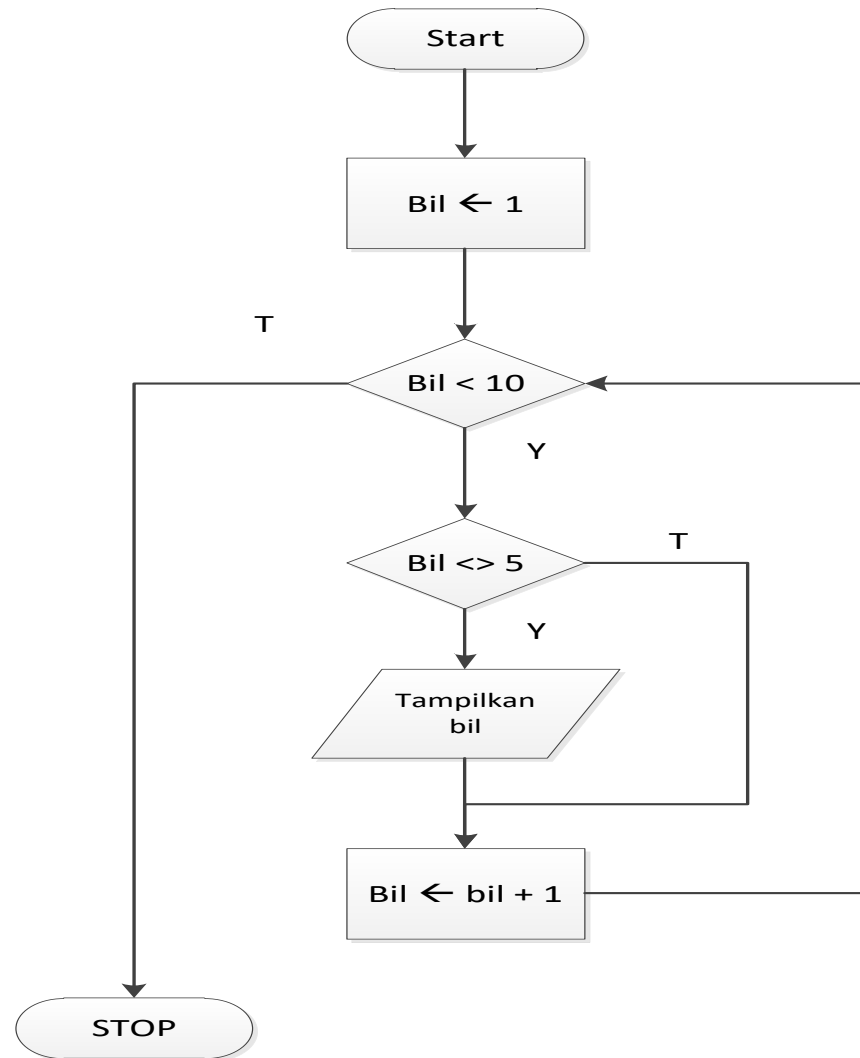 Start
Bil ← 1
T
Bil < 10
Y
Bil <> 5
T
Y
Tampilkan
bil
Bil ← bil + 1
STOP